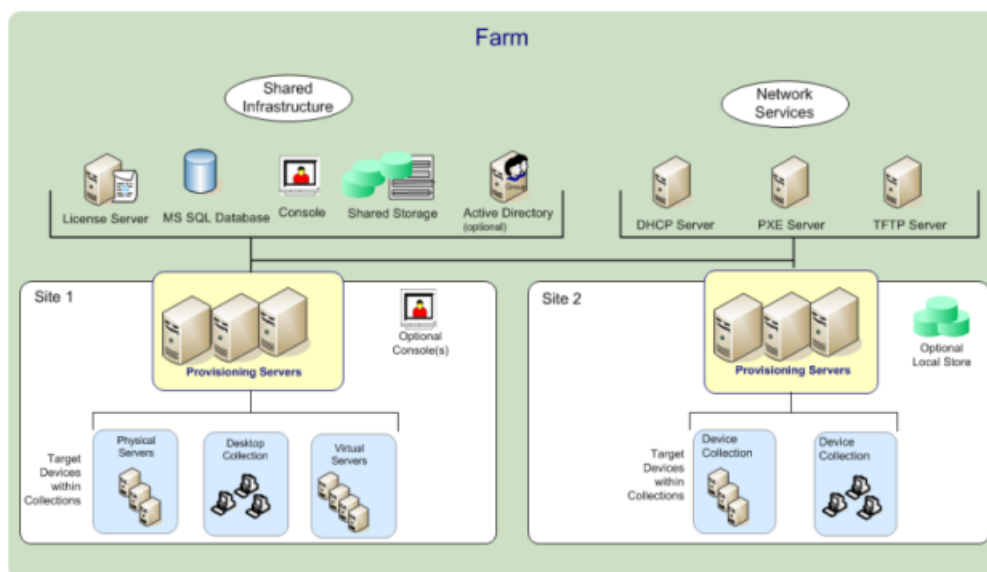 Farm
Shared
Infrastructure
Network
Services
License Server
MS SQL Database
Console
Shared Storage
Group
Active Directory
(optional)
DHCP Server
PXE Server
TFTP Server
Site 1
Provisioning Servers
Optional
Console(s)
Target
Devices
within
Collections
Physical
Servers
Desktop
Collection
Virtual
Servers
Site 2
Provisioning Servers
Optional
Local Store
Target
Devices
within
Collections
Device
Collection
Device
Collection